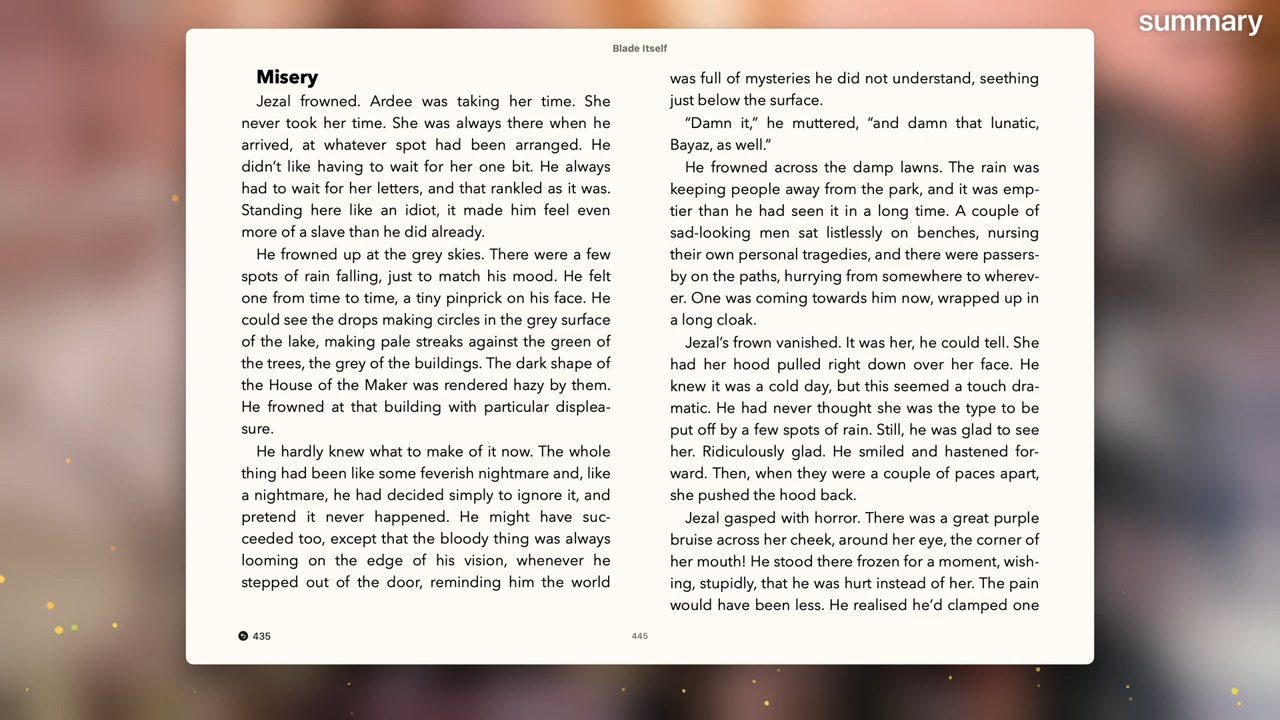 summary
Blade Itself
Misery
Jezal frowned. Ardee was taking her time. She
never took her time. She was always there when he
arrived, at whatever spot had been arranged. He
didn’t like having to wait for her one bit. He always
had to wait for her letters, and that rankled as it was.
Standing here like an idiot, it made him feel even
more of a slave than he did already.
He frowned up at the grey skies. There were a few
spots of rain falling, just to match his mood. He felt
one from time to time, a tiny pinprick on his face. He
could see the drops making circles in the grey surface
of the lake, making pale streaks against the green of
the trees, the grey of the buildings. The dark shape of
the House of the Maker was rendered hazy by them.
He frowned at that building with particular displea-
sure.
He hardly knew what to make of it now. The whole
thing had been like some feverish nightmare and, like
a nightmare, he had decided simply to ignore it, and
pretend it never happened. He might have suc-
ceeded too, except that the bloody thing was always
looming on the edge of his vision, whenever he
stepped out of the door, reminding him the world
was full of mysteries he did not understand, seething
just below the surface.
“Damn it,” he muttered, “and damn that lunatic,
Bayaz, as well.”
He frowned across the damp lawns. The rain was
keeping people away from the park, and it was emp-
tier than he had seen it in a long time. A couple of
sad-looking men sat listlessly on benches, nursing
their own personal tragedies, and there were passers-
by on the paths, hurrying from somewhere to wherev-
er. One was coming towards him now, wrapped up in
a long cloak.
Jezal’s frown vanished. It was her, he could tell. She
had her hood pulled right down over her face. He
knew it was a cold day, but this seemed a touch dra-
matic. He had never thought she was the type to be
put off by a few spots of rain. Still, he was glad to see
her. Ridiculously glad. He smiled and hastened for-
ward. Then, when they were a couple of paces apart,
she pushed the hood back.
Jezal gasped with horror. There was a great purple
bruise across her cheek, around her eye, the corner of
her mouth! He stood there frozen for a moment, wish-
ing, stupidly, that he was hurt instead of her. The pain
would have been less. He realised he’d clamped one
435
445